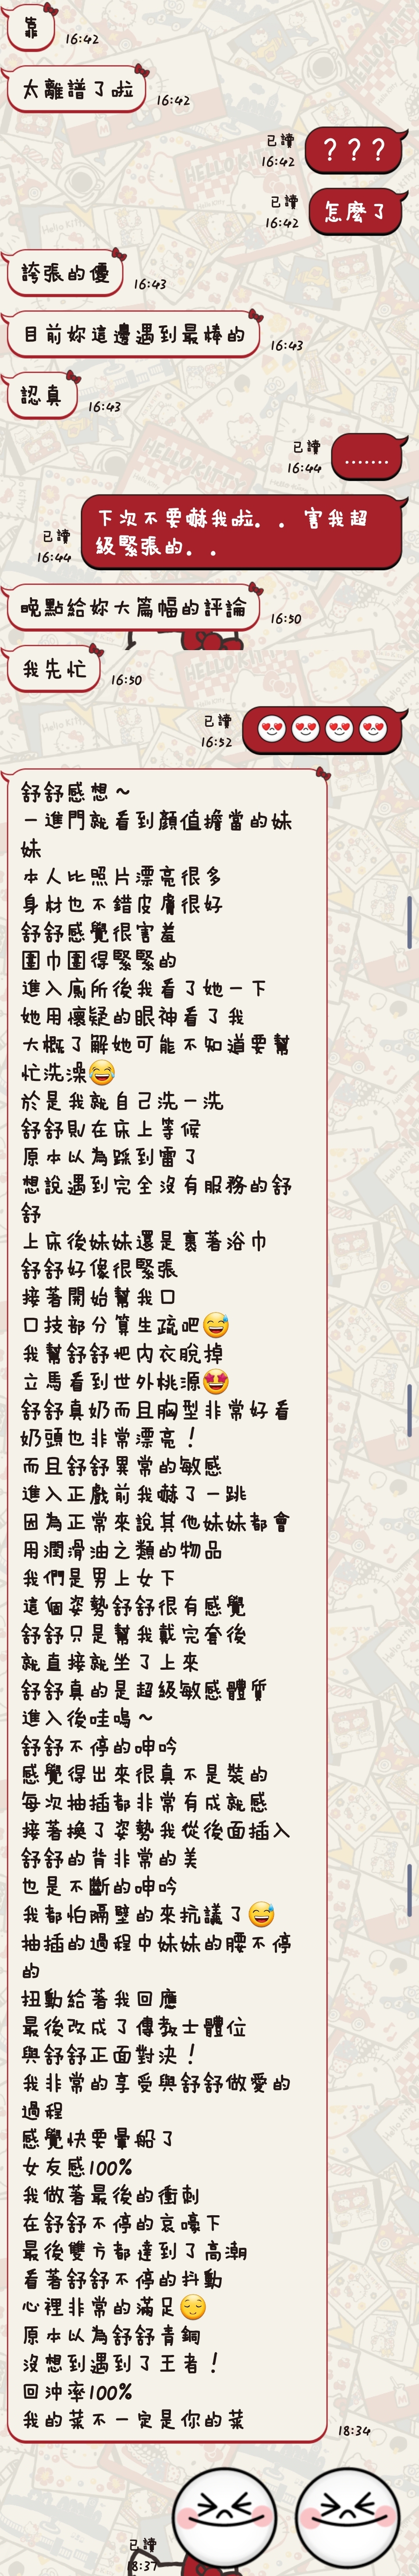 靠
16:42
太離譜了啦
16:42
已讀
16:42
？？？
已讀
16:42
怎麼了
誇張的優
16:43
目前妳這邊遇到最棒的
16:43
認真
16:43
已讀
16:44
.......
下次不要嚇我啦．．害我超
級緊張的．．
已讀
16:44
晚點給妳大篇幅的評論
16:50
我先忙
16:50
已讀
16:52
😍😍😍😍
舒舒感想～
一進門就看到顏值擔當的妹
妹
本人比照片漂亮很多
身材也不錯皮膚很好
舒舒感覺很害羞
圍巾圍得緊緊的
進入廁所後我看了她一下
她用懷疑的眼神看了我
大概了解她可能不知道要幫
忙洗澡😂
於是我就自己洗一洗
舒舒則在床上等候
原本以為踩到雷了
想說遇到完全沒有服務的舒
舒
上床後妹妹還是裹著浴巾
舒舒好像很緊張
接著開始幫我口
口技部分算生疏吧😅
我幫舒舒把內衣脫掉
立馬看到世外桃源🤩
舒舒真奶而且胸型非常好看
奶頭也非常漂亮！
而且舒舒異常的敏感
進入正戲前我嚇了一跳
因為正常來說其他妹妹都會
用潤滑油之類的物品
我們是男上女下
這個姿勢舒舒很有感覺
舒舒只是幫我戴完套後
就直接就坐了上來
舒舒真的是超級敏感體質
進入後哇嗚～
舒舒不停的呻吟
感覺得出來很真不是裝的
每次抽插都非常有成就感
接著換了姿勢我從後面插入
舒舒的背非常的美
也是不斷的呻吟
我都怕隔壁的來抗議了😅
抽插的過程中妹妹的腰不停
的
扭動給著我回應
最後改成了傳教士體位
與舒舒正面對決！
我非常的享受與舒舒做愛的
過程
感覺快要暈船了
女友感100%
我做著最後的衝刺
在舒舒不停的哀嚎下
最後雙方都達到了高潮
看著舒舒不停的抖動
心裡非常的滿足😌
原本以為舒舒青銅
沒想到遇到了王者！
回沖率100%
我的菜不一定是你的菜
18:34
已讀
18:37